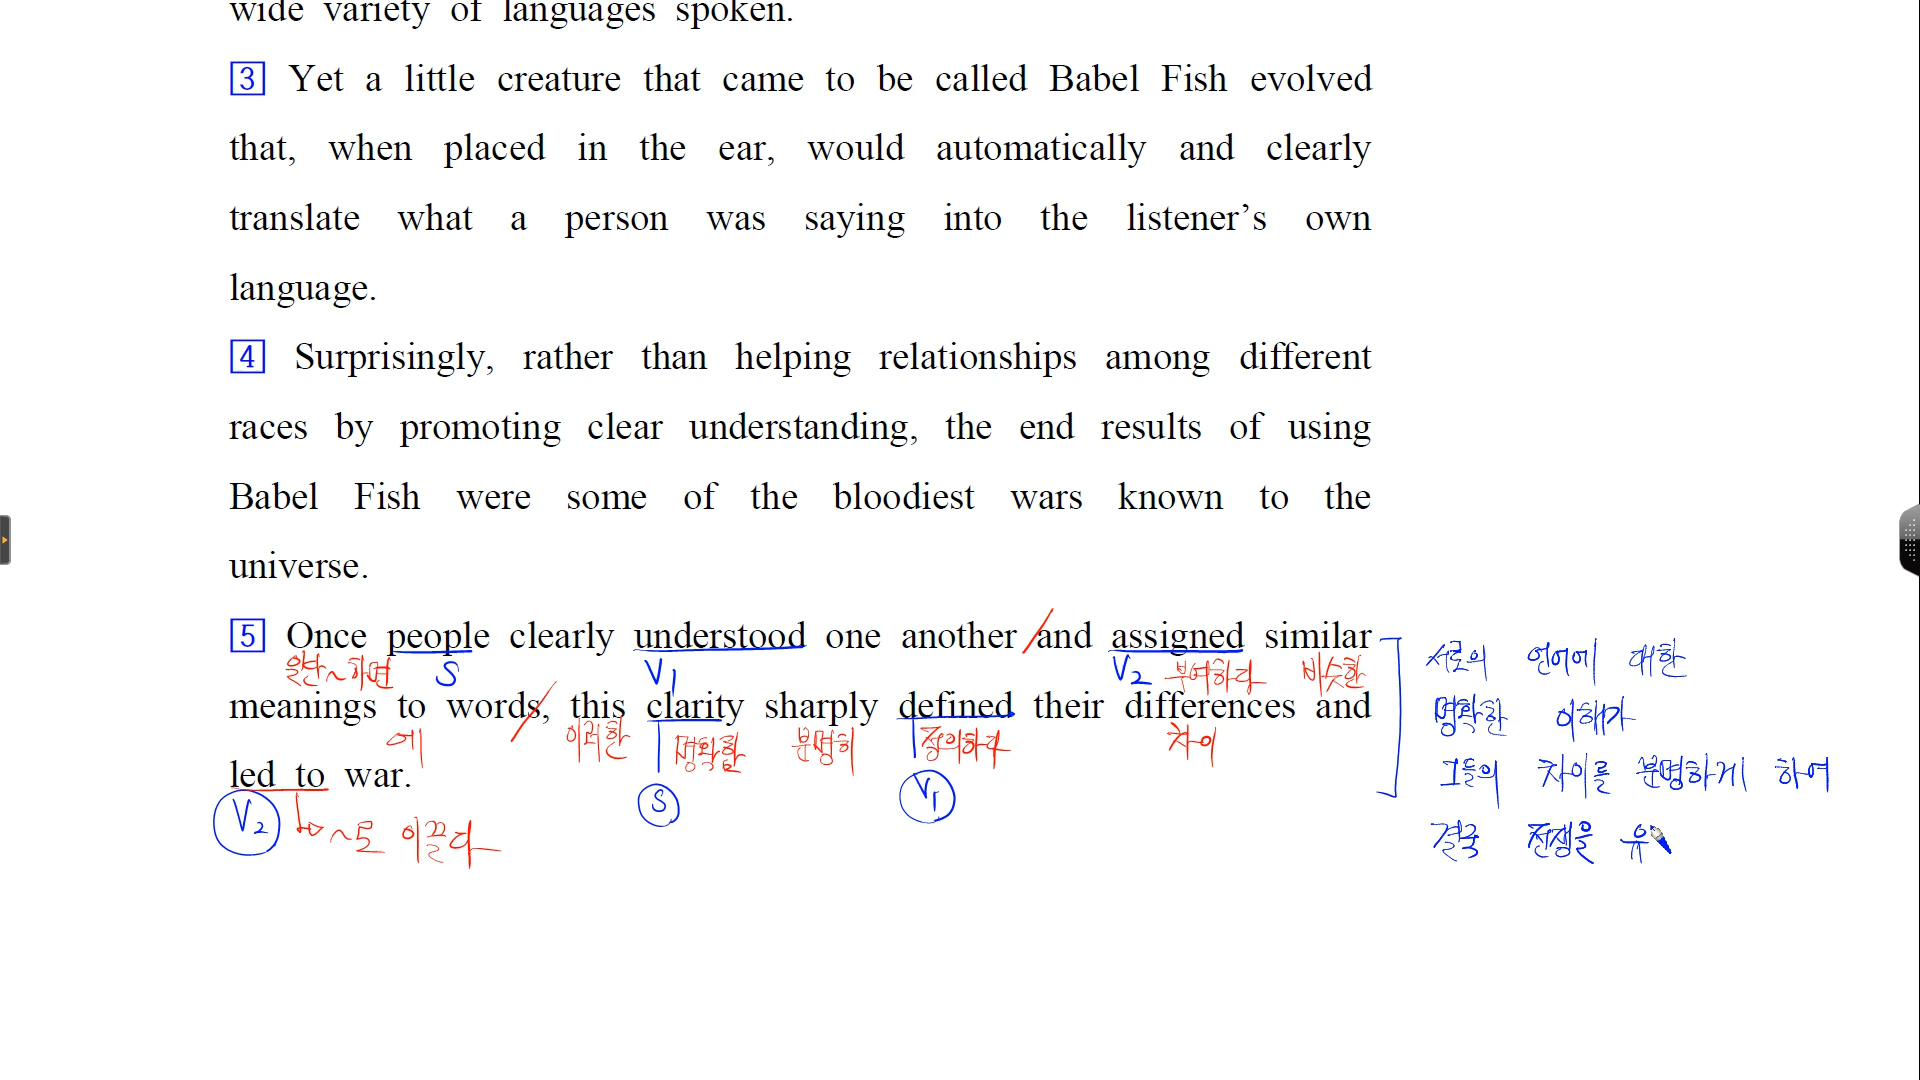 wide variety of languages spoken.
3 Yet a little creature that came to be called Babel Fish evolved
that, when placed in the ear, would automatically and clearly
translate what a person was saying into the listener's own
language.
4 Surprisingly, rather than helping relationships among different
races by promoting clear understanding, the end results of using
Babel Fish were some of the bloodiest wars known to the
universe.
5 Once people clearly understood one another and assigned similar
일단~하면 S V1 V2 부여하다 비슷한
meanings to words, this clarity sharply defined their differences and
에 이러한 명확함 분명히 정의하다 차이
led to war.
S V1
V2 ~로 이끌다
서로의 언어에 대한
명확한 이해가
그들의 차이를 분명하게 하여
결국 전쟁을 유